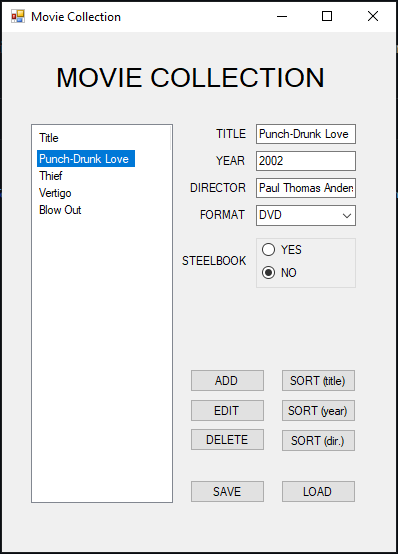 Movie Collection
MOVIE COLLECTION
Title
Punch-Drunk Love
Thief
Vertigo
Blow Out
TITLE Punch-Drunk Love
YEAR 2002
DIRECTOR Paul Thomas Ander
FORMAT DVD
STEELBOOK
YES
NO
ADD SORT (title)
EDIT SORT (year)
DELETE SORT (dir.)
SAVE LOAD